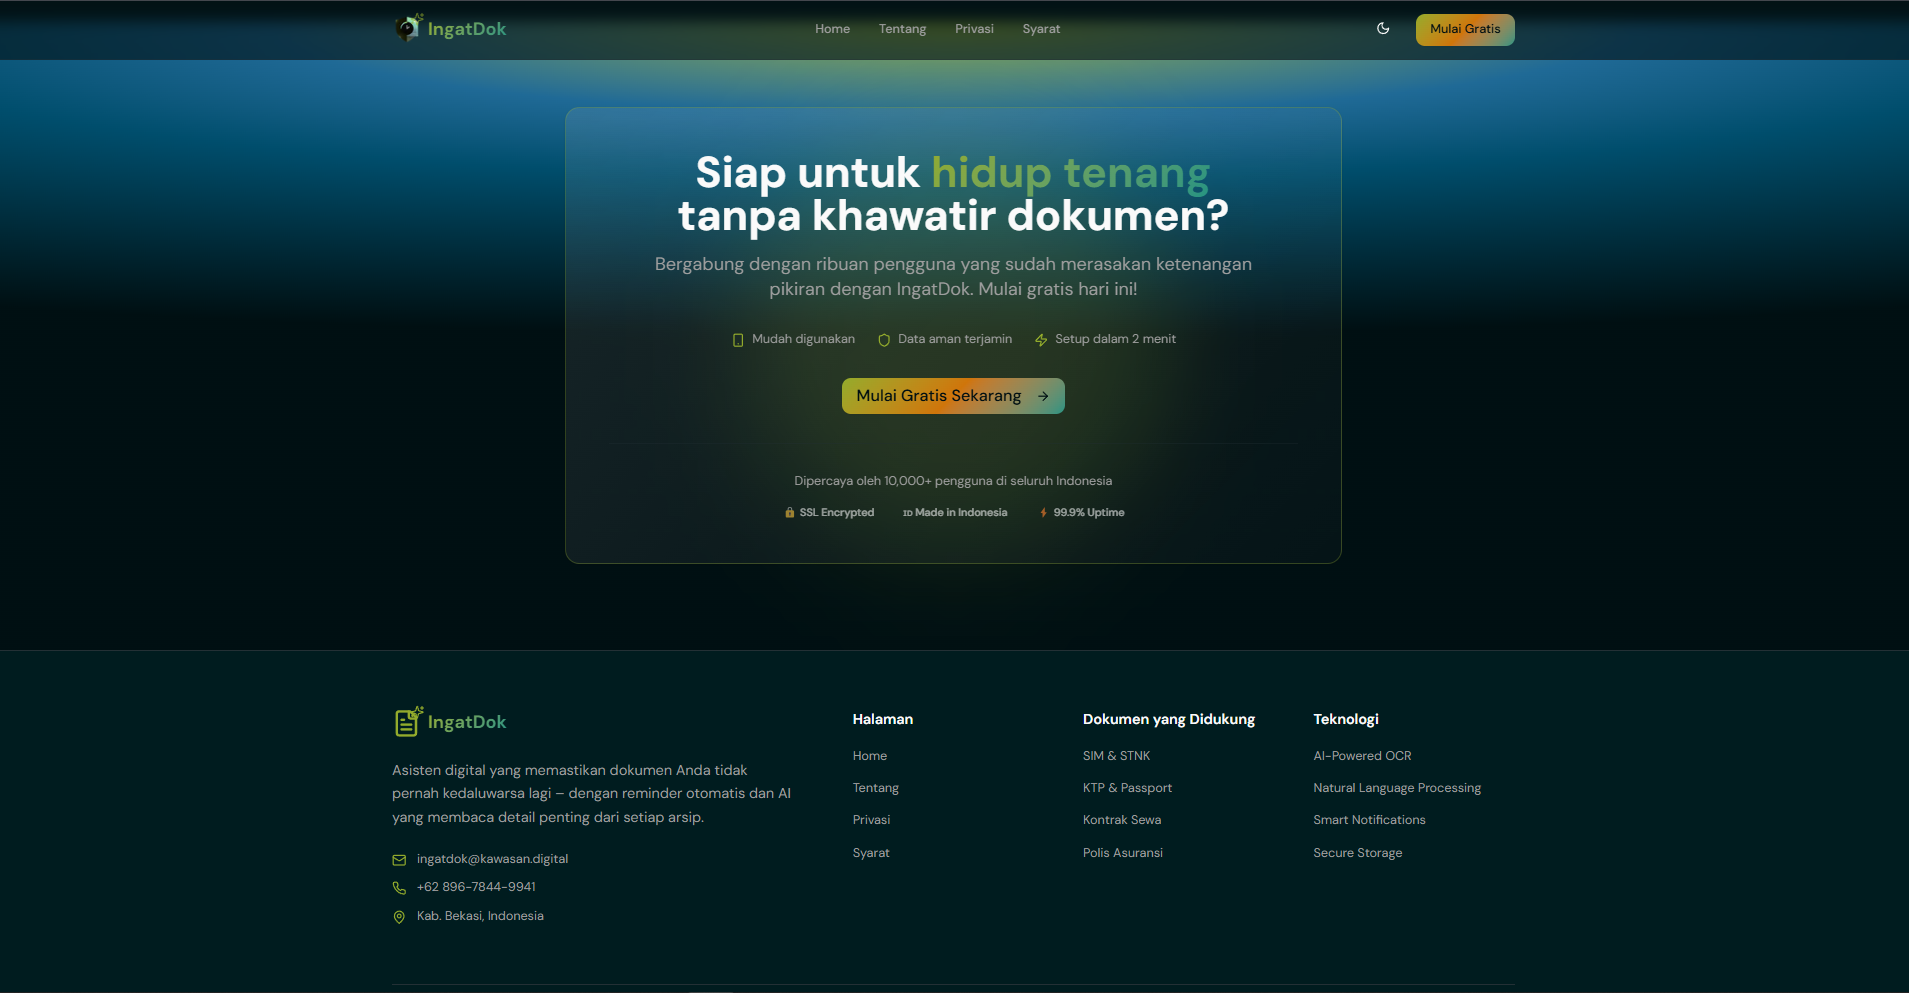 IngatDok
Home
Tentang
Privasi
Syarat
Mulai Gratis
Siap untuk hidup tenang
tanpa khawatir dokumen?
Bergabung dengan ribuan pengguna yang sudah merasakan ketenangan
pikiran dengan IngatDok. Mulai gratis hari ini!
Mudah digunakan
Data aman terjamin
Setup dalam 2 menit
Mulai Gratis Sekarang →
Dipercaya oleh 10,000+ pengguna di seluruh Indonesia
SSL Encrypted
ID Made in Indonesia
99.9% Uptime
IngatDok
Asisten digital yang memastikan dokumen Anda tidak
pernah kedaluwarsa lagi – dengan reminder otomatis dan AI
yang membaca detail penting dari setiap arsip.
ingatdok@kawasan.digital
+62 896-7844-9941
Kab. Bekasi, Indonesia
Halaman
Home
Tentang
Privasi
Syarat
Dokumen yang Didukung
SIM & STNK
KTP & Passport
Kontrak Sewa
Polis Asuransi
Teknologi
AI-Powered OCR
Natural Language Processing
Smart Notifications
Secure Storage